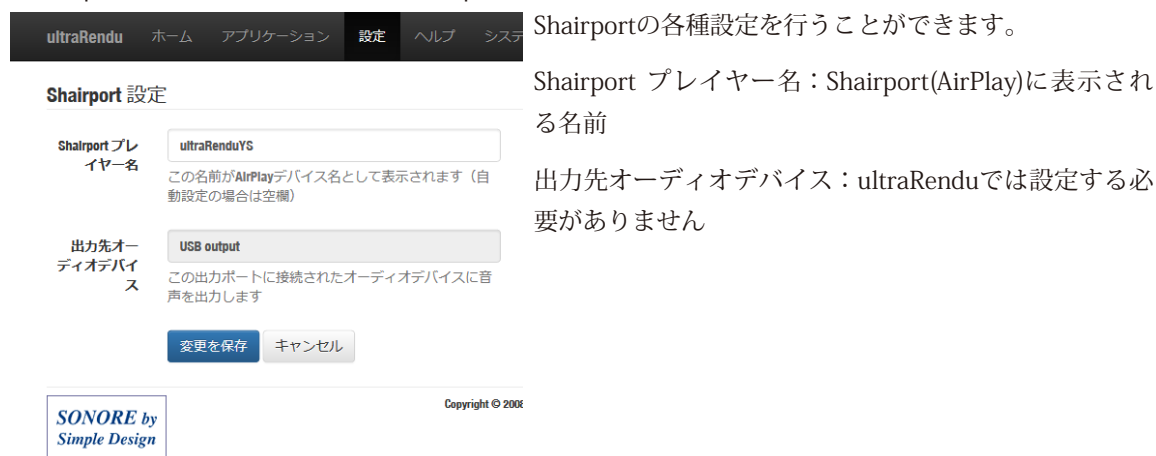 ultraRendu ホーム アプリケーション 設定 ヘルプ システ
Shairport 設定
Shairport プレ
イヤー名
ultraRenduYS
この名前がAirPlayデバイス名として表示されます（自
動設定の場合は空欄）
出力先オー
ディオデバイ
ス
USB output
この出力ポートに接続されたオーディオデバイスに音
声を出力します
変更を保存 キャンセル
SONORE by
Simple Design
Copyright © 2008
Shairportの各種設定を行うことができます。
Shairport プレイヤー名：Shairport(AirPlay)に表示され
る名前
出力先オーディオデバイス：ultraRenduでは設定する必
要がありません